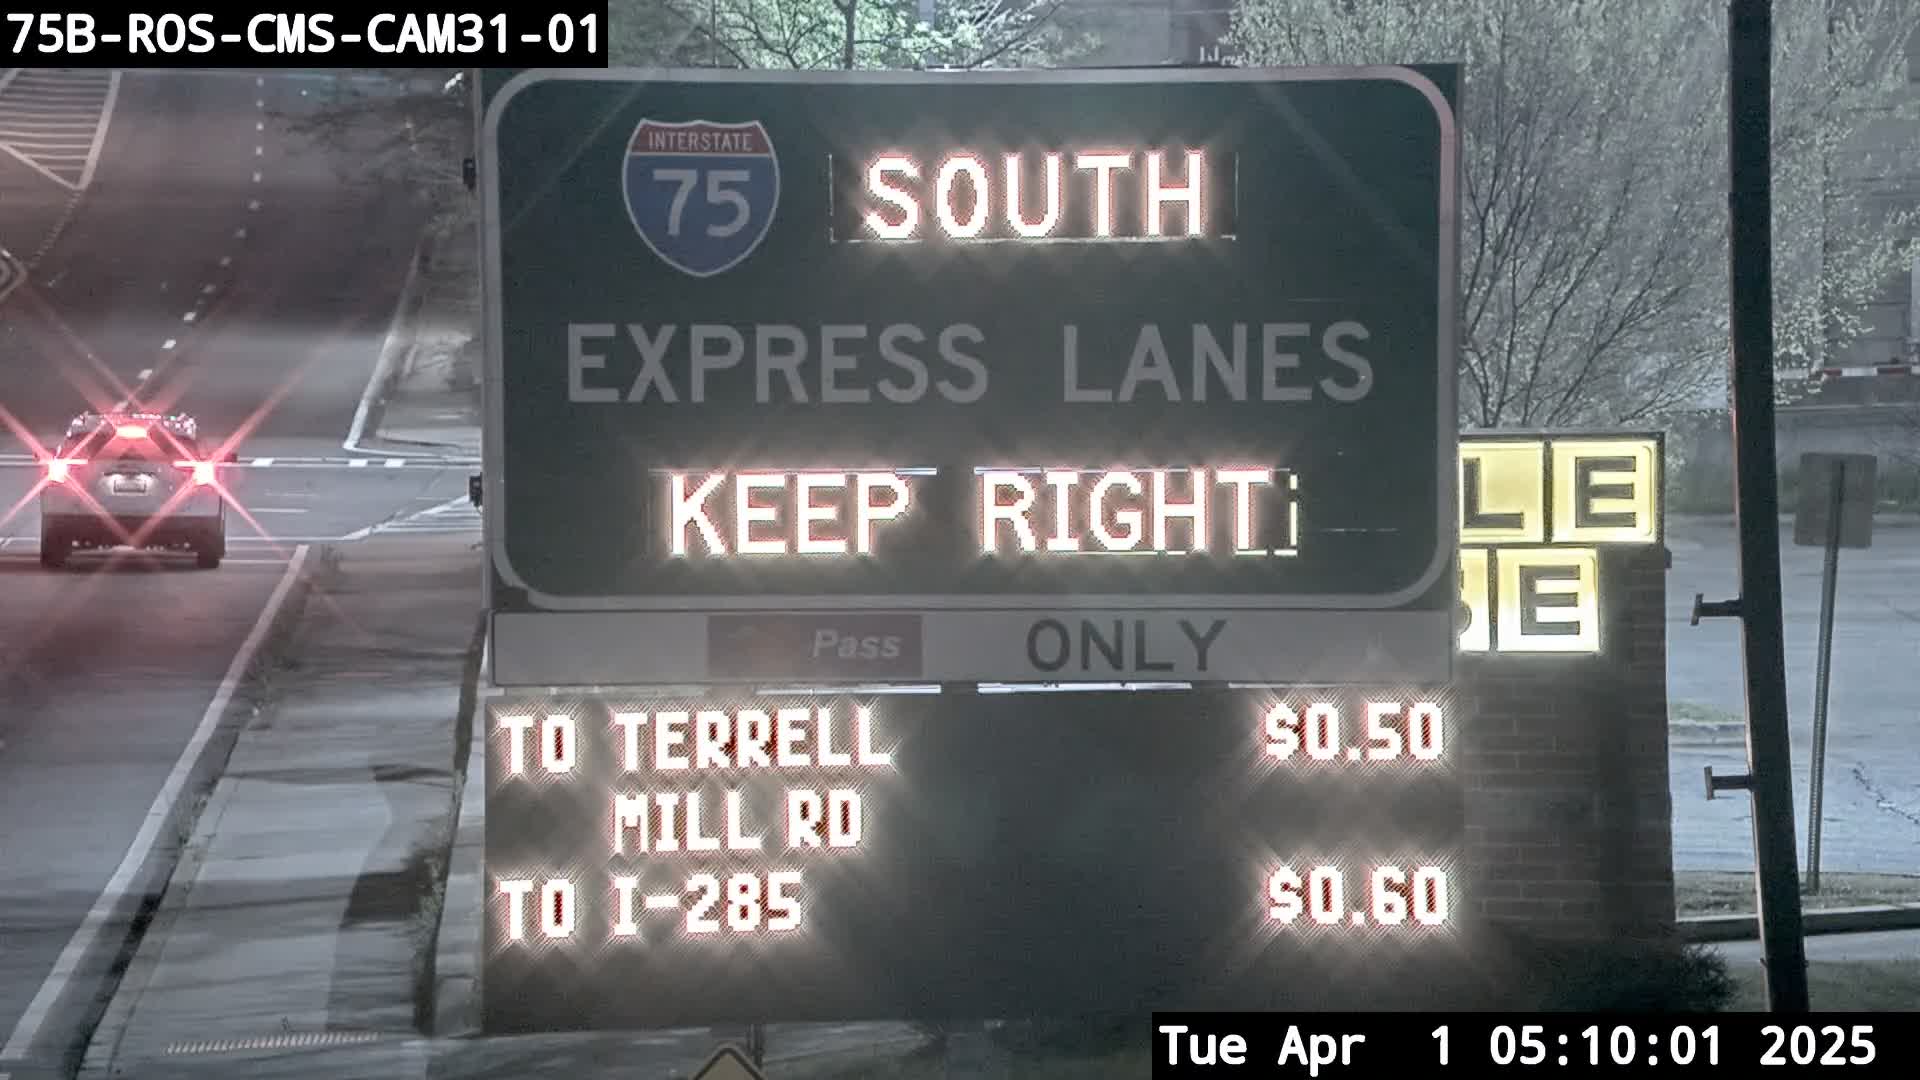 75B-ROS-CMS-CAM31-01
INTERSTATE
75
SOUTH
EXPRESS LANES
KEEP RIGHT
Pass ONLY
TO TERRELL $0.50
MILL RD
TO I-285 $0.60
LE
E
Tue Apr 1 05:10:01 2025